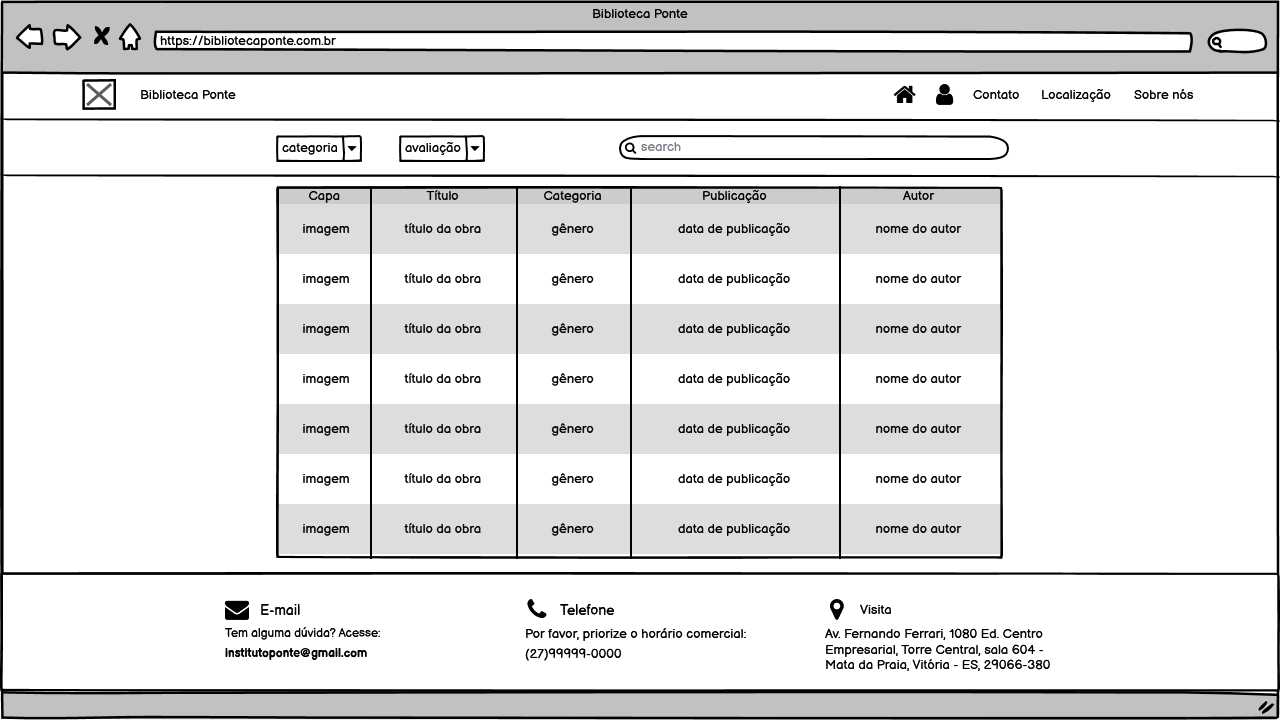 Biblioteca Ponte
https://bibliotecaponte.com.br
Biblioteca Ponte Contato Localização Sobre nós
categoria avaliação search
Capa Título Categoria Publicação Autor
imagem título da obra gênero data de publicação nome do autor
imagem título da obra gênero data de publicação nome do autor
imagem título da obra gênero data de publicação nome do autor
imagem título da obra gênero data de publicação nome do autor
imagem título da obra gênero data de publicação nome do autor
imagem título da obra gênero data de publicação nome do autor
imagem título da obra gênero data de publicação nome do autor
E-mail
Tem alguma dúvida? Acesse:
institutoponte@gmail.com
Telefone
Por favor, priorize o horário comercial:
(27)99999-0000
Visita
Av. Fernando Ferrari, 1080 Ed. Centro
Empresarial, Torre Central, sala 604 -
Mata da Praia, Vitória - ES, 29066-380